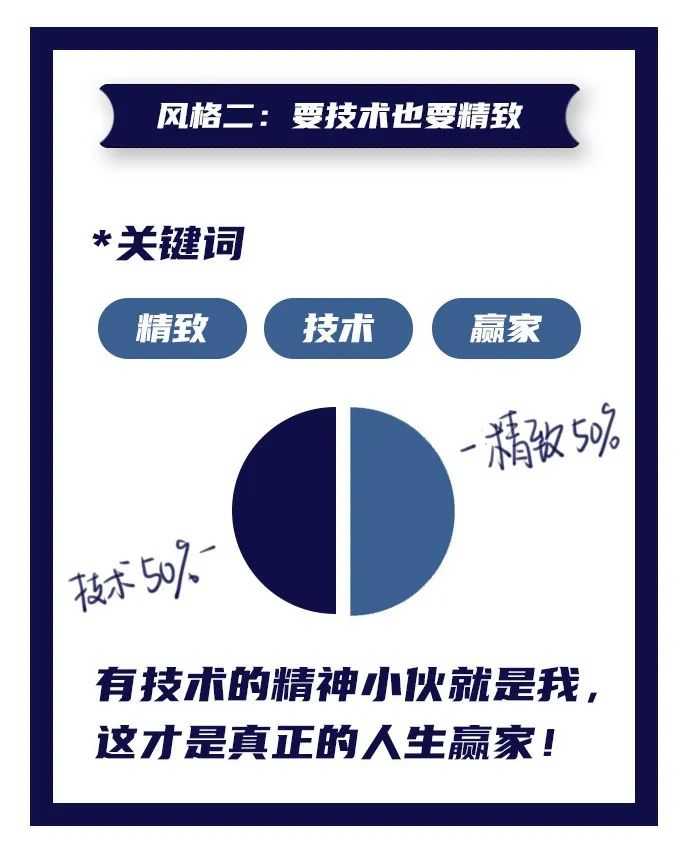 风格二：要技术也要精致
*关键词
精致 技术 赢家
-精致50%
技术50%-
有技术的精神小伙就是我，
这才是真正的人生赢家！